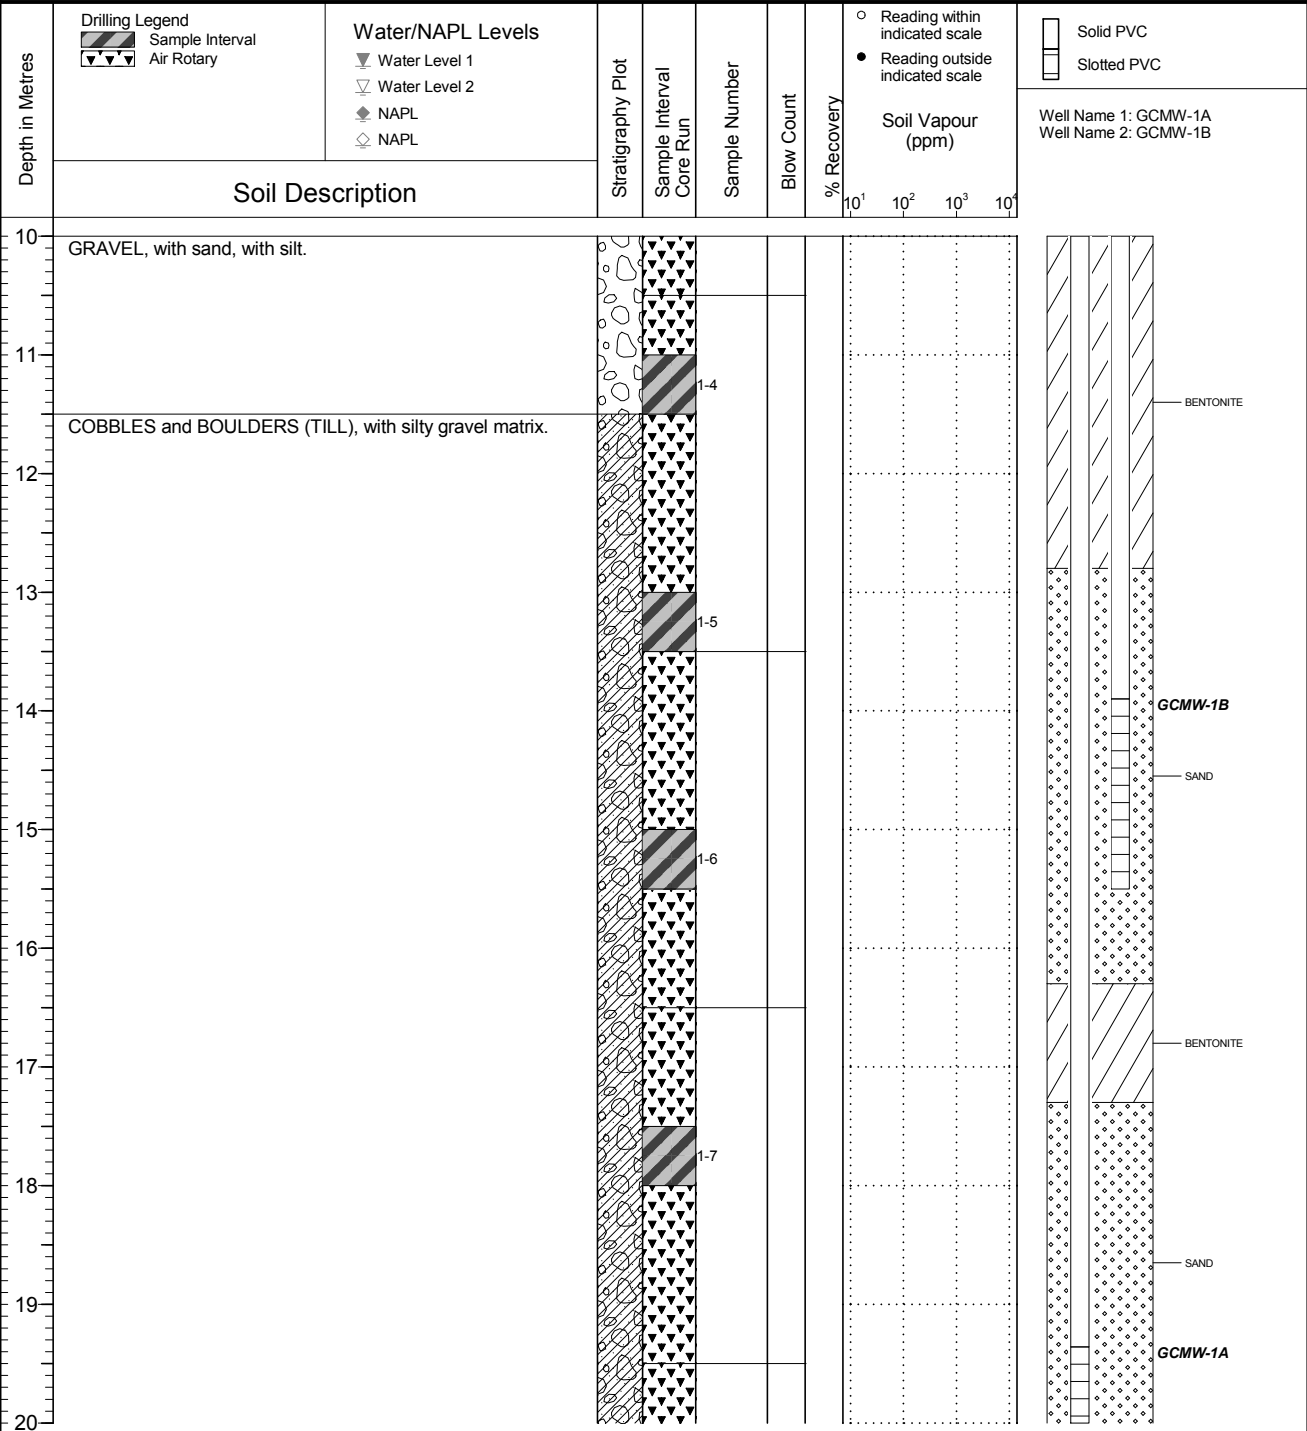 Depth in Metres
Drilling Legend
Sample Interval
Air Rotary
Water/NAPL Levels
Water Level 1
Water Level 2
NAPL
NAPL
Soil Description
Stratigraphy Plot
Sample Interval
Core Run
Sample Number
Blow Count
% Recovery
Reading within
indicated scale
Reading outside
indicated scale
Soil Vapour
(ppm)
10¹ 10² 10³ 10⁴
Solid PVC
Slotted PVC
Well Name 1: GCMW-1A
Well Name 2: GCMW-1B
10
GRAVEL, with sand, with silt.
11
1-4
BENTONITE
COBBLES and BOULDERS (TILL), with silty gravel matrix.
12
13
1-5
14
GCMW-1B
SAND
15
1-6
16
BENTONITE
17
1-7
18
SAND
19
GCMW-1A
20